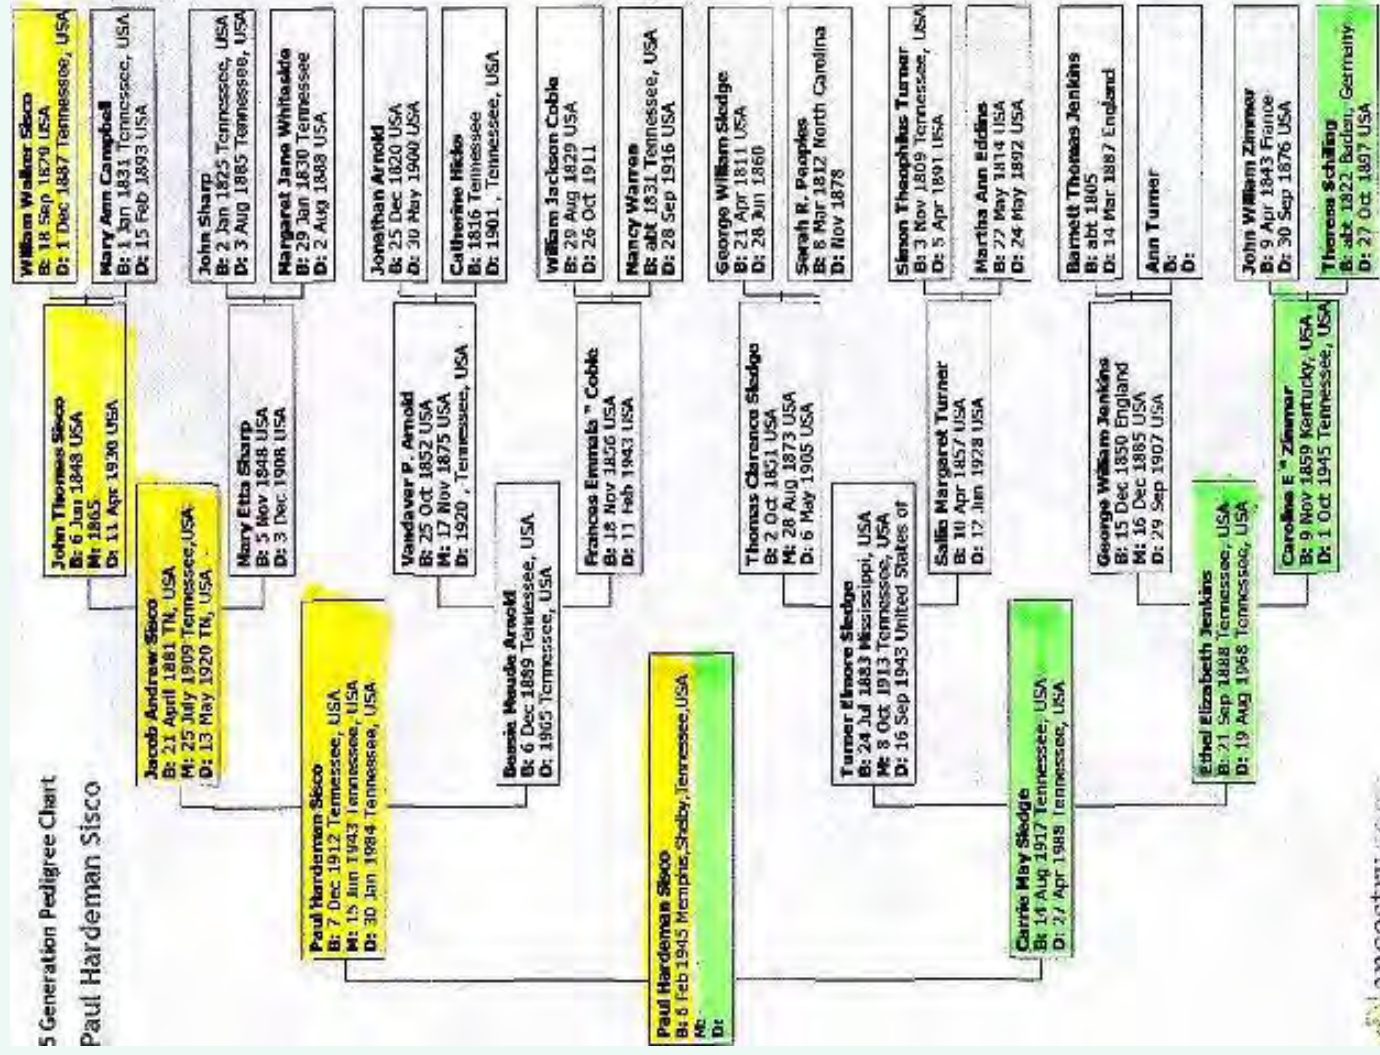 5 Generation Pedigree Chart
Paul Hardeman Sisco
Paul Hardeman Sisco
B: 6 Feb 1945 Memphis,Shelby,Tennessee,USA
M:
D:
Paul Hardeman Sisco
B: 7 Dec 1912 Tennessee, USA
M: 15 Jun 1943 Tennessee, USA
D: 30 Jan 1984 Tennessee, USA
Carrie May Sledge
B: 14 Aug 1917 Tennessee, USA
D: 27 Apr 1988 Tennessee, USA
Jacob Andrew Sisco
B: 21 April 1881 TN, USA
M: 25 July 1909 Tennessee,USA
D: 13 May 1920 TN, USA
Bessie Maude Arnold
B: 6 Dec 1889 Tennessee, USA
D: 1965 Tennessee, USA
Turner Elmore Sledge
B: 24 Jul 1883 Mississippi, USA
M: 8 Oct 1913 Tennessee, USA
D: 16 Sep 1943 United States of
Ethel Elizabeth Jenkins
B: 21 Sep 1888 Tennessee, USA
D: 19 Aug 1968 Tennessee, USA
John Thomas Sisco
B: 6 Jun 1848 USA
M: 1865
D: 11 Apr 1930 USA
Mary Etta Sharp
B: 5 Nov 1848 USA
D: 3 Dec 1908 USA
Vandaver P. Arnold
B: 25 Oct 1852 USA
M: 17 Nov 1875 USA
D: 1920 , Tennessee, USA
Frances Emmala " Coble
B: 18 Nov 1856 USA
D: 11 Feb 1943 USA
Thomas Clarence Sledge
B: 2 Oct 1851 USA
M: 28 Aug 1873 USA
D: 6 May 1905 USA
Sallie Margaret Turner
B: 10 Apr 1857 USA
D: 12 Jun 1928 USA
George William Jenkins
B: 15 Dec 1850 England
M: 16 Dec 1885 USA
D: 29 Sep 1907 USA
Caroline E " Zimmer
B: 9 Nov 1859 Kentucky, USA
D: 1 Oct 1945 Tennessee, USA
William Walker Sisco
B: 18 Sep 1829 USA
D: 1 Dec 1887 Tennessee, USA
Mary Ann Campbell
B: 1 Jan 1831 Tennessee, USA
D: 15 Feb 1893 USA
John Sharp
B: 2 Jan 1825 Tennessee, USA
D: 3 Aug 1885 Tennessee, USA
Margaret Jane Whiteside
B: 29 Jan 1830 Tennessee
D: 2 Aug 1888 USA
Jonathan Arnold
B: 25 Dec 1820 USA
D: 30 May 1900 USA
Catherine Hicks
B: 1816 Tennessee
D: 1901 , Tennessee, USA
William Jackson Coble
B: 29 Aug 1829 USA
D: 26 Oct 1911
Nancy Warren
B: abt 1831 Tennessee, USA
D: 28 Sep 1916 USA
George William Sledge
B: 21 Apr 1811 USA
D: 28 Jun 1860
Sarah R. Peoples
B: 8 Mar 1812 North Carolina
D: Nov 1878
Simon Theophilus Turner
B: 3 Nov 1809 Tennessee, USA
D: 5 Apr 1891 USA
Martha Ann Eddins
B: 22 May 1814 USA
D: 24 May 1892 USA
Barnett Thomas Jenkins
B: abt 1805
D: 14 Mar 1887 England
Ann Turner
B:
D:
John William Zimmer
B: 9 Apr 1843 France
D: 30 Sep 1876 USA
Theresa Schilling
B: abt 1822 Barden, Germany
D: 27 Oct 1897 USA